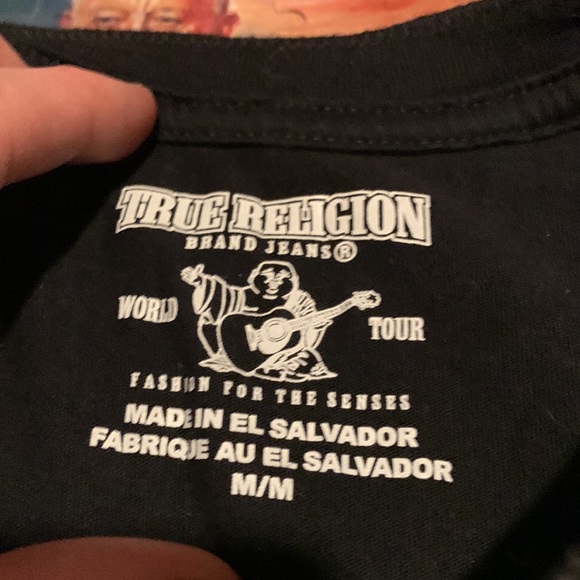 TRUE RELIGION
BRAND JEANS®
WORLD TOUR
FASHION FOR THE SENSES
MADE IN EL SALVADOR
FABRIQUE AU EL SALVADOR
M/M